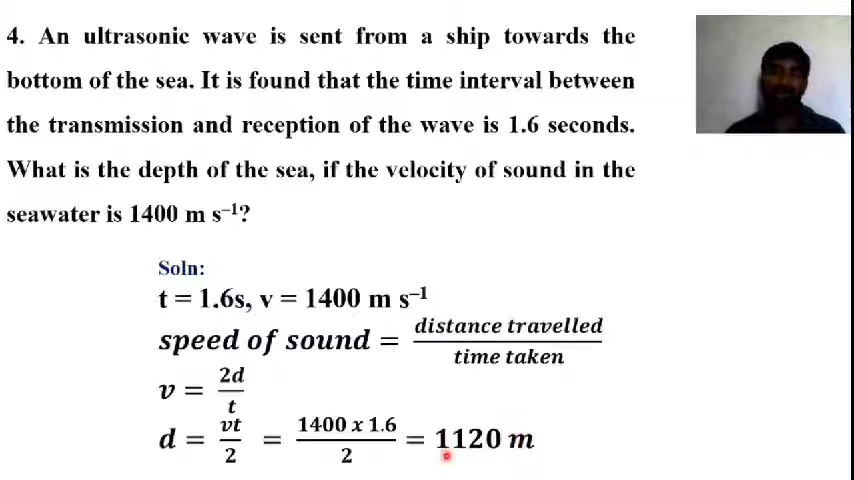 4. An ultrasonic wave is sent from a ship towards the
bottom of the sea. It is found that the time interval between
the transmission and reception of the wave is 1.6 seconds.
What is the depth of the sea, if the velocity of sound in the
seawater is 1400 m s⁻¹?
Soln:
t = 1.6s, v = 1400 m s⁻¹
speed of sound = distance travelled / time taken
v = 2d / t
d = vt / 2 = 1400 x 1.6 / 2 = 1120 m